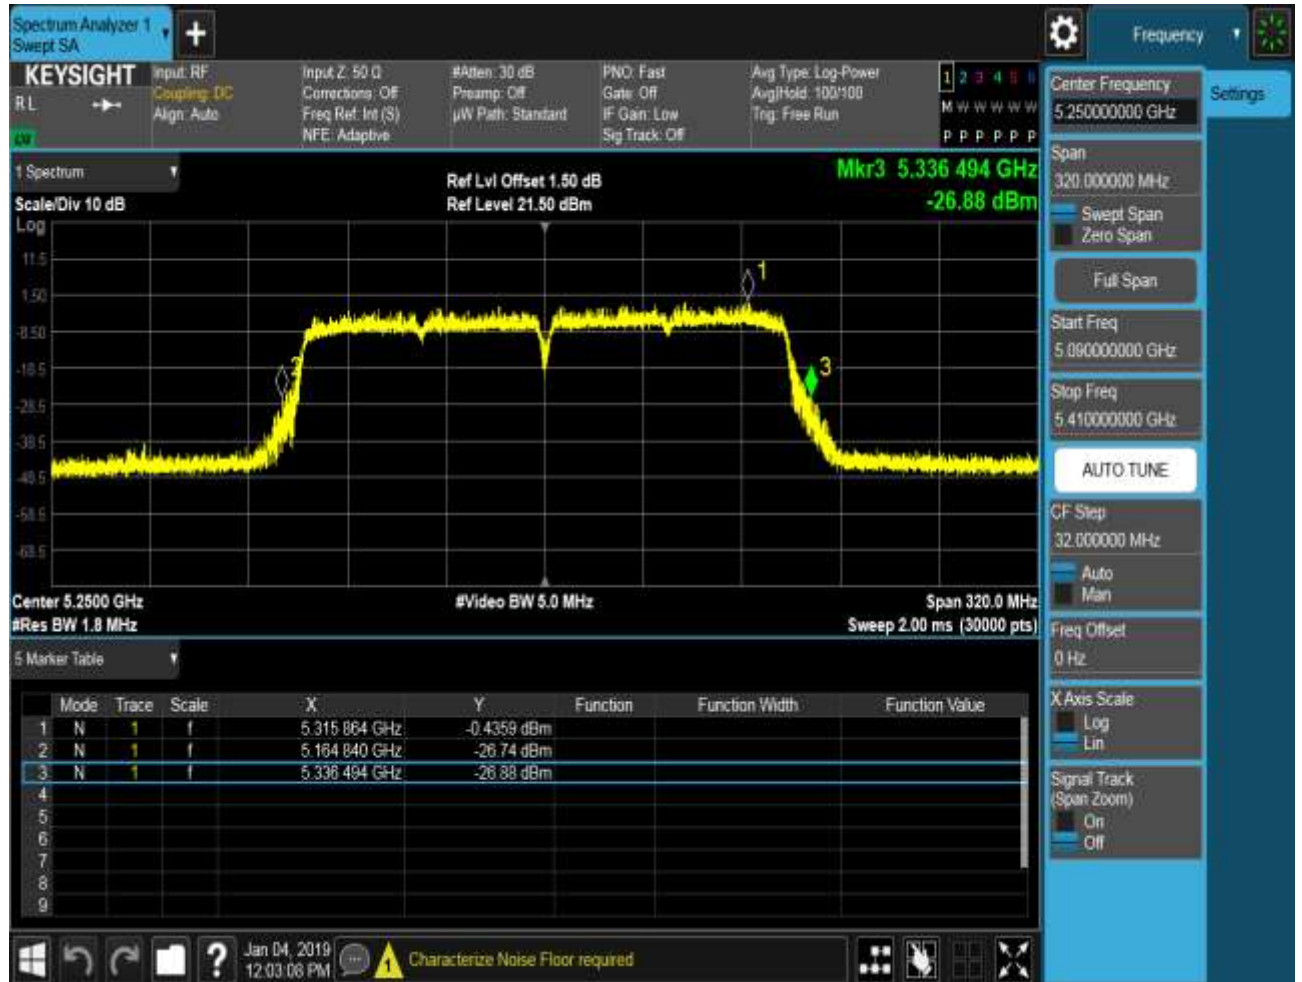 Spectrum Analyzer 1
Swept SA
+
Frequency
KEYSIGHT
R L
Input: RF
Coupling: DC
Align: Auto
Input Z: 50 Ω
Corrections: Off
Freq Ref: Int (S)
NFE: Adaptive
#Atten: 30 dB
Preamp: Off
µW Path: Standard
PNO: Fast
Gate: Off
IF Gain: Low
Sig Track: Off
Avg Type: Log-Power
Avg|Hold: 100/100
Trig: Free Run
1 2 3 4 5 6
M W W W W W
P P P P P P
1 Spectrum
Scale/Div 10 dB
Ref Lvl Offset 1.50 dB
Ref Level 21.50 dBm
Mkr3 5.336 494 GHz
-26.88 dBm
Log
11.5
1.50
-8.50
-18.5
-28.5
-38.5
-48.5
-58.5
-68.5
1
2
3
Center 5.2500 GHz
#Video BW 5.0 MHz
Span 320.0 MHz
#Res BW 1.8 MHz
Sweep 2.00 ms (30000 pts)
5 Marker Table
Mode Trace Scale X Y Function Function Width Function Value
1 N 1 f 5.315 864 GHz -0.4359 dBm
2 N 1 f 5.164 840 GHz -26.74 dBm
3 N 1 f 5.336 494 GHz -26.88 dBm
4
5
6
7
8
9
Center Frequency
5.250000000 GHz
Settings
Span
320.000000 MHz
Swept Span
Zero Span
Full Span
Start Freq
5.090000000 GHz
Stop Freq
5.410000000 GHz
AUTO TUNE
CF Step
32.000000 MHz
Auto
Man
Freq Offset
0 Hz
X Axis Scale
Log
Lin
Signal Track
(Span Zoom)
On
Off
?
Jan 04, 2019
12:03:08 PM
1
Characterize Noise Floor required